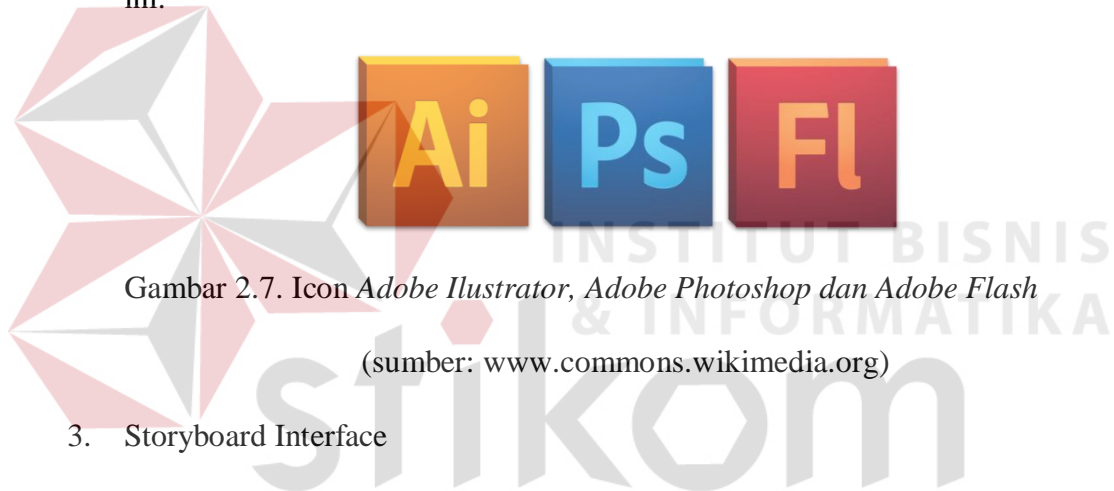 Ai Ps Fl
INSTITUT BISNIS
Gambar 2.7. Icon Adobe Ilustrator, Adobe Photoshop dan Adobe Flash
& INFORMATIKA
(sumber: www.commons.wikimedia.org)
stikom
3. Storyboard Interface